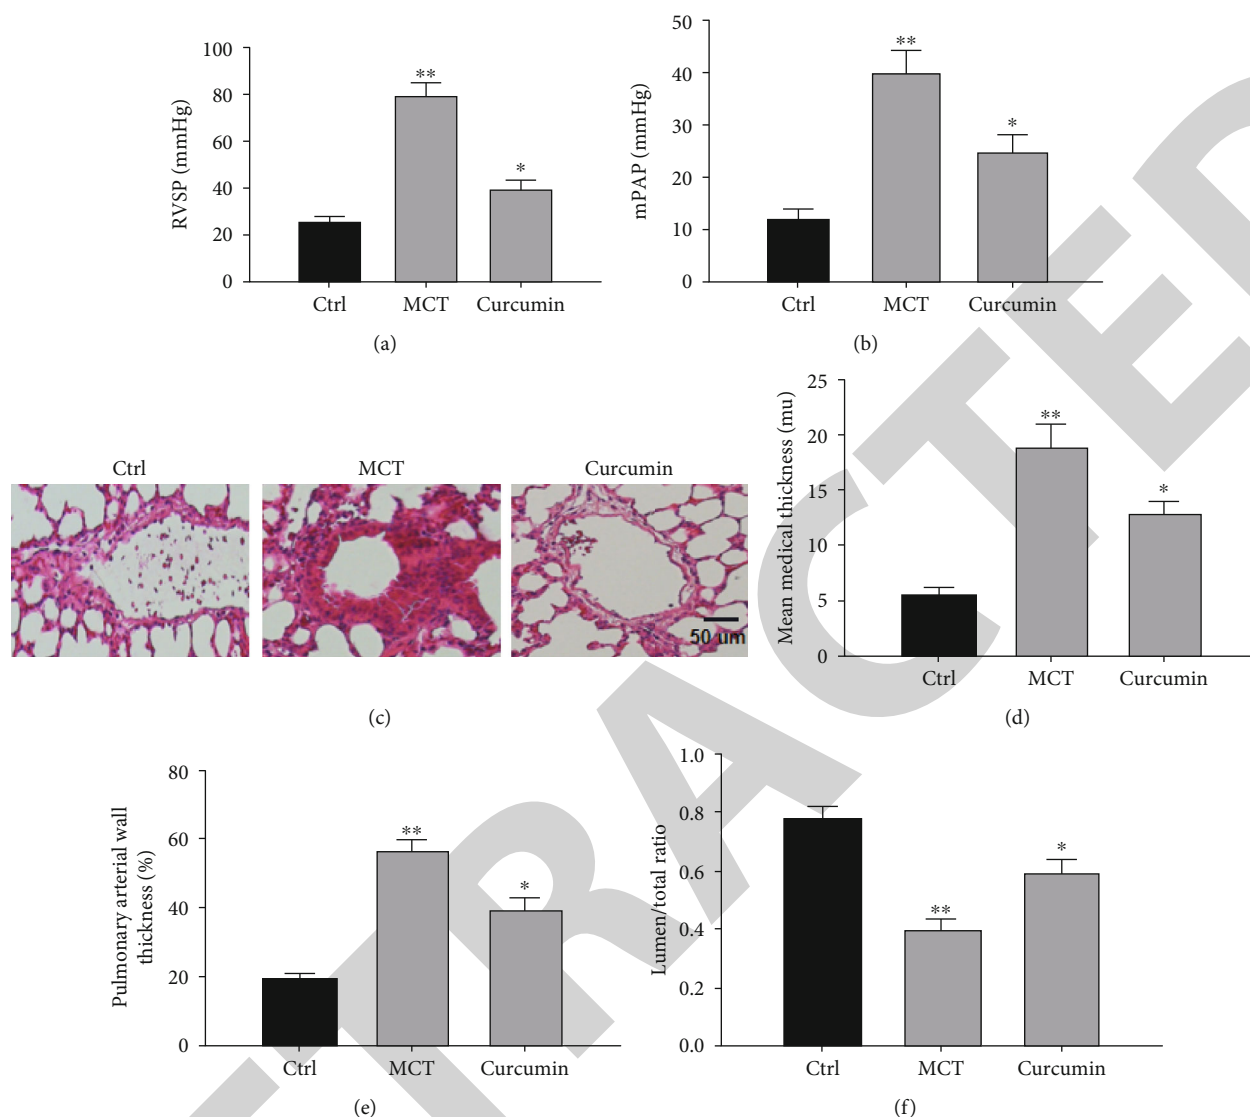 RVSP (mmHg)
100
80
60
40
20
0
**
*
Ctrl
MCT
Curcumin
(a)
mPAP (mmHg)
50
40
30
20
10
0
**
*
Ctrl
MCT
Curcumin
(b)
Ctrl
MCT
Curcumin
50 um
(c)
Mean medical thickness (mu)
25
20
15
10
5
0
**
*
Ctrl
MCT
Curcumin
(d)
Pulmonary arterial wall
thickness (%)
80
60
40
20
0
**
*
Ctrl
MCT
Curcumin
(e)
Lumen/total ratio
1.0
0.8
0.6
0.4
0.2
0.0
**
*
Ctrl
MCT
Curcumin
(f)
TRACTED